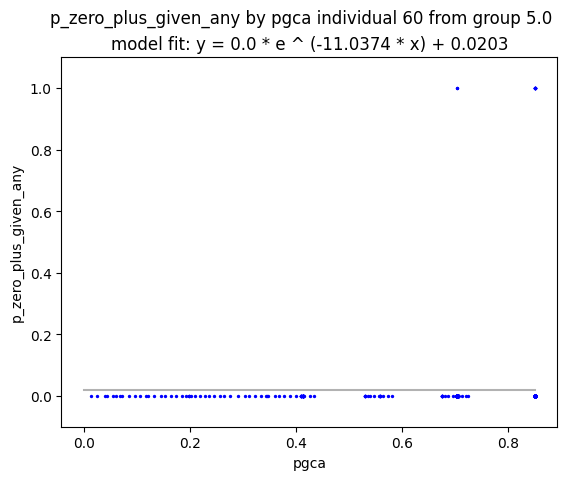 p_zero_plus_given_any by pgca individual 60 from group 5.0
model fit: y = 0.0 * e ^ (-11.0374 * x) + 0.0203
1.0
0.8
0.6
0.4
0.2
0.0
p_zero_plus_given_any
0.0 0.2 0.4 0.6 0.8
pgca